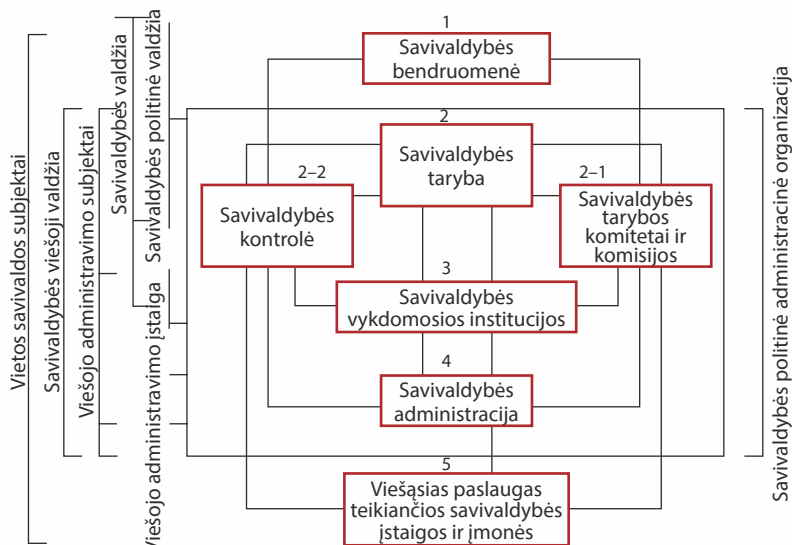 Vietos savivaldos subjektai
Savivaldybės viešoji valdžia
Viešojo administravimo subjektai
Savivaldybės valdžia
Savivaldybės politinė valdžia
Viešojo administravimo įstaiga
1
Savivaldybės
bendruomenė
2
Savivaldybės
taryba
2–2
Savivaldybės
kontrolė
2–1
Savivaldybės
tarybos
komitetai ir
komisijos
3
Savivaldybės
vykdomosios institucijos
4
Savivaldybės
administracija
5
Viešąsias paslaugas
teikiančios savivaldybės
įstaigos ir įmonės
Savivaldybės politinė administracinė organizacija